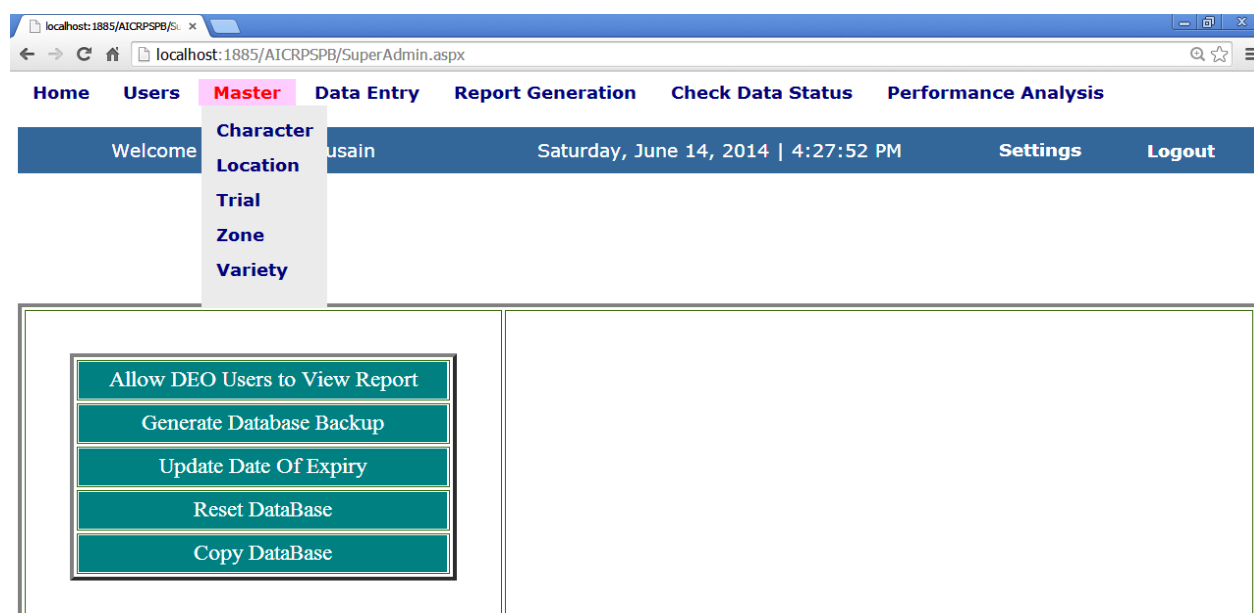 localhost:1885/AICRPSPB/Su
localhost:1885/AICRPSPB/SuperAdmin.aspx
Home Users Master Data Entry Report Generation Check Data Status Performance Analysis
Character
Welcome usain Saturday, June 14, 2014 | 4:27:52 PM Settings Logout
Location
Trial
Zone
Variety
Allow DEO Users to View Report
Generate Database Backup
Update Date Of Expiry
Reset DataBase
Copy DataBase